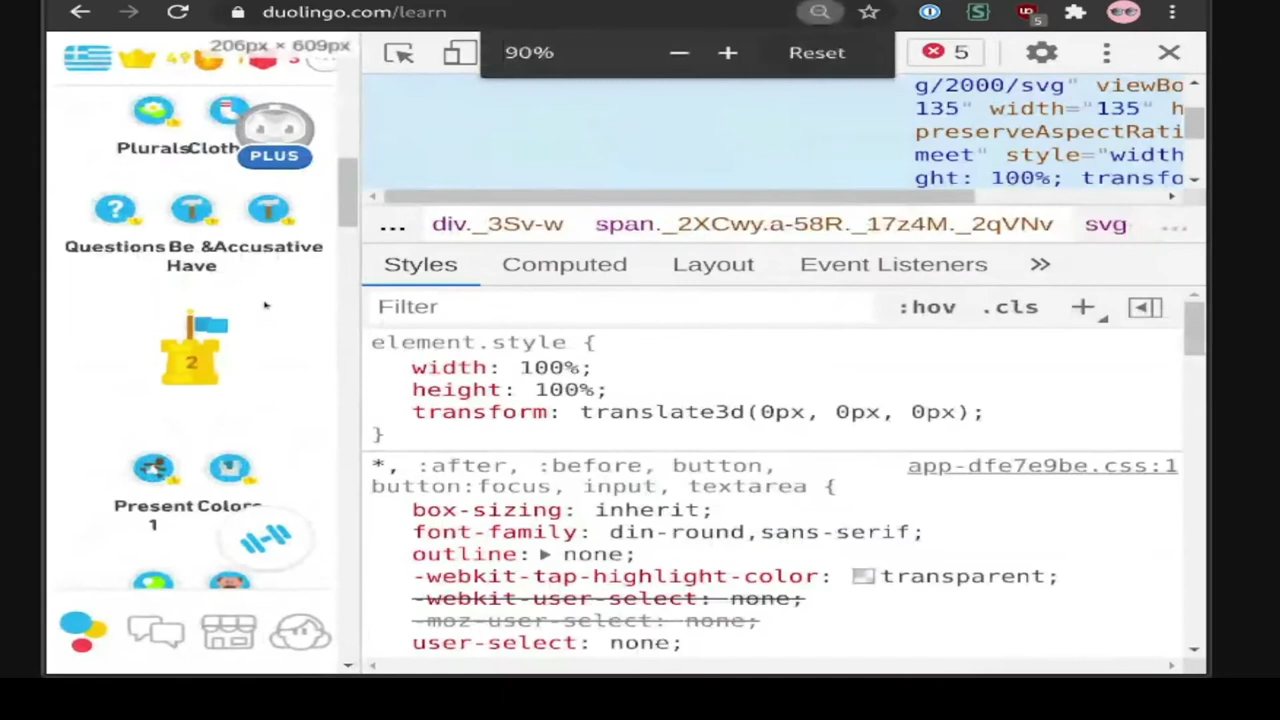 duolingo.com/learn
5
206px × 609px
49
90%
Reset
5
PLUS
Plurals
Questions Be & Accusative
Have
2
Present Colors
1
g/2000/svg" viewBo
135" width="135" h
preserveAspectRati
meet" style="width
ght: 100%; transfo
... div._3Sv-w span._2XCwy.a-58R._17z4M._2qVNv svg ...
Styles Computed Layout Event Listeners »
Filter :hov .cls +
element.style {
width: 100%;
height: 100%;
transform: translate3d(0px, 0px, 0px);
}
*, :after, :before, button, app-dfe7e9be.css:1
button:focus, input, textarea {
box-sizing: inherit;
font-family: din-round,sans-serif;
outline: ▶ none;
-webkit-tap-highlight-color: transparent;
-webkit-user-select: none;
-moz-user-select: none;
user-select: none;